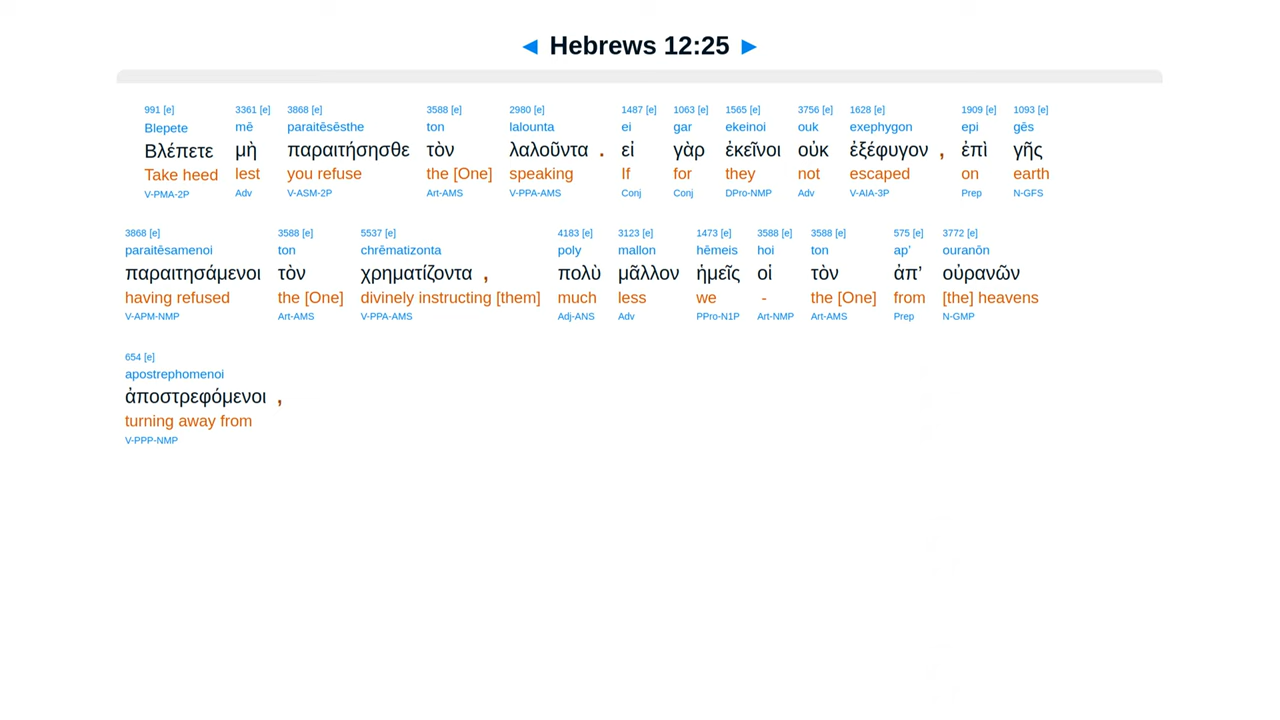 ◄ Hebrews 12:25 ►
991 [e] 3361 [e] 3868 [e] 3588 [e] 2980 [e] 1487 [e] 1063 [e] 1565 [e] 3756 [e] 1628 [e] 1909 [e] 1093 [e]
Blepete mē paraitēsēsthe ton lalounta ei gar ekeinoi ouk exephygon epi gēs
Βλέπετε μὴ παραιτήσησθε τὸν λαλοῦντα . εἰ γὰρ ἐκεῖνοι οὐκ ἐξέφυγον , ἐπὶ γῆς
Take heed lest you refuse the [One] speaking If for they not escaped on earth
V-PMA-2P Adv V-ASM-2P Art-AMS V-PPA-AMS Conj Conj DPro-NMP Adv V-AIA-3P Prep N-GFS
3868 [e] 3588 [e] 5537 [e] 4183 [e] 3123 [e] 1473 [e] 3588 [e] 3588 [e] 575 [e] 3772 [e]
paraitēsamenoi ton chrēmatizonta poly mallon hēmeis hoi ton ap’ ouranōn
παραιτησάμενοι τὸν χρηματίζοντα , πολὺ μᾶλλον ἡμεῖς οἱ τὸν ἀπ’ οὐρανῶν
having refused the [One] divinely instructing [them] much less we - the [One] from [the] heavens
V-APM-NMP Art-AMS V-PPA-AMS Adj-ANS Adv PPro-N1P Art-NMP Art-AMS Prep N-GMP
654 [e]
apostrephomenoi
ἀποστρεφόμενοι ,
turning away from
V-PPP-NMP